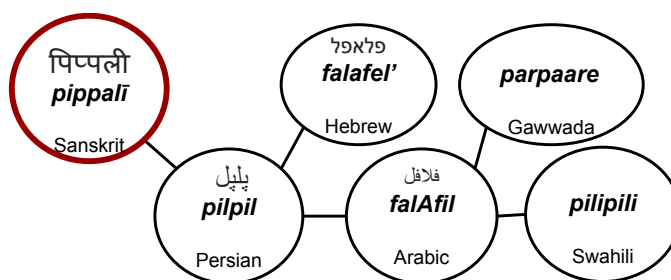 पिप्पली
pippalī
Sanskrit
پلپل
pilpil
Persian
פלאפל
falafel'
Hebrew
فلافل
falAfil
Arabic
parpaare
Gawwada
pilipili
Swahili